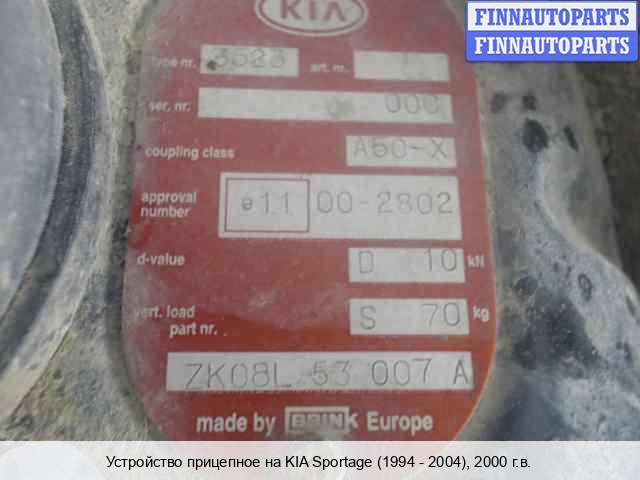 KIA
FINNAUTOPARTS
FINNAUTOPARTS
type nr. 3523 art. nr.
ser. nr. 000
coupling class A50-X
approval number e11 00-2802
d-value D 10 kN
vert. load S 70 kg
part nr.
ZK08L 53 007 A
made by BRINK Europe
Устройство прицепное на KIA Sportage (1994 - 2004), 2000 г.в.